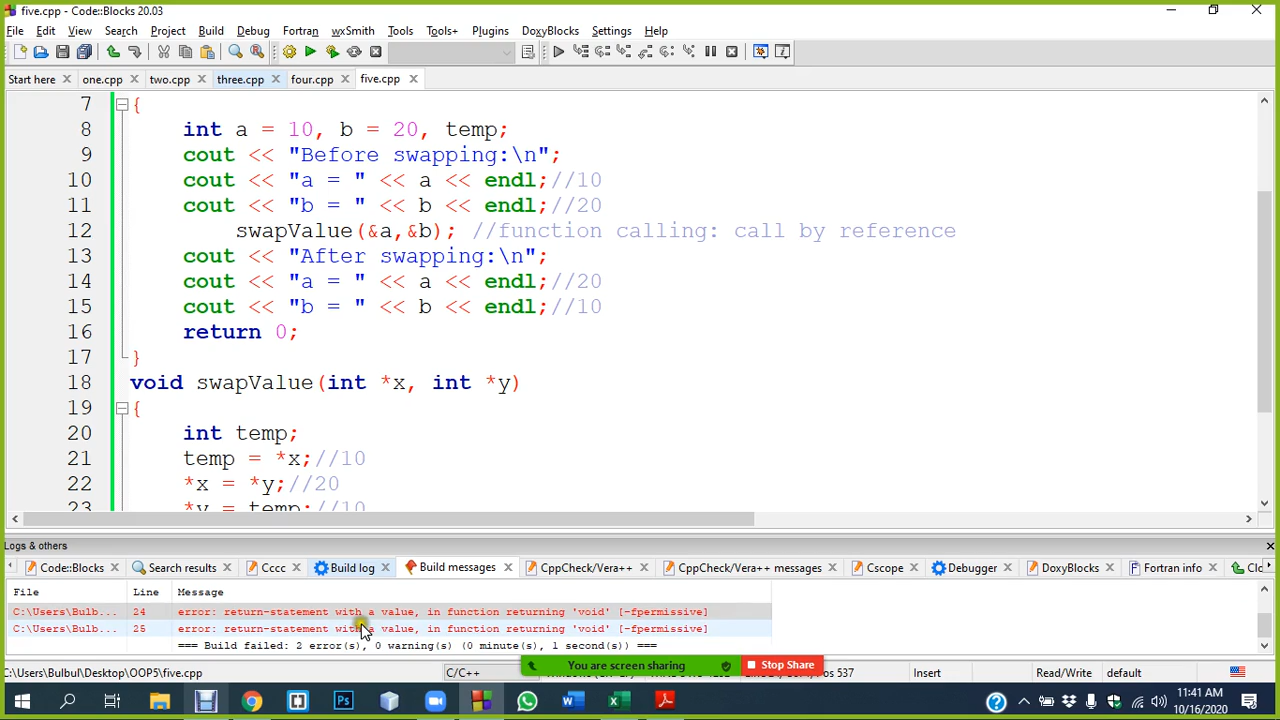 five.cpp - Code::Blocks 20.03
File Edit View Search Project Build Debug Fortran wxSmith Tools Tools+ Plugins DoxyBlocks Settings Help
Start here one.cpp two.cpp three.cpp four.cpp five.cpp
7 {
8 int a = 10, b = 20, temp;
9 cout << "Before swapping:\n";
10 cout << "a = " << a << endl;//10
11 cout << "b = " << b << endl;//20
12 swapValue(&a,&b); //function calling: call by reference
13 cout << "After swapping:\n";
14 cout << "a = " << a << endl;//20
15 cout << "b = " << b << endl;//10
16 return 0;
17 }
18 void swapValue(int *x, int *y)
19 {
20 int temp;
21 temp = *x;//10
22 *x = *y;//20
23 *y = temp;//10
Logs & others
Code::Blocks Search results Cccc Build log Build messages CppCheck/Vera++ CppCheck/Vera++ messages Cscope Debugger DoxyBlocks Fortran info Clo
File Line Message
C:\Users\Bulb... 24 error: return-statement with a value, in function returning 'void' [-fpermissive]
C:\Users\Bulb... 25 error: return-statement with a value, in function returning 'void' [-fpermissive]
=== Build failed: 2 error(s), 0 warning(s) (0 minute(s), 1 second(s)) ===
You are screen sharing Stop Share
C:\Users\Bulbul\Desktop\OOP5\five.cpp C/C++ Pos 537 Insert Read/Write default
11:41 AM
10/16/2020